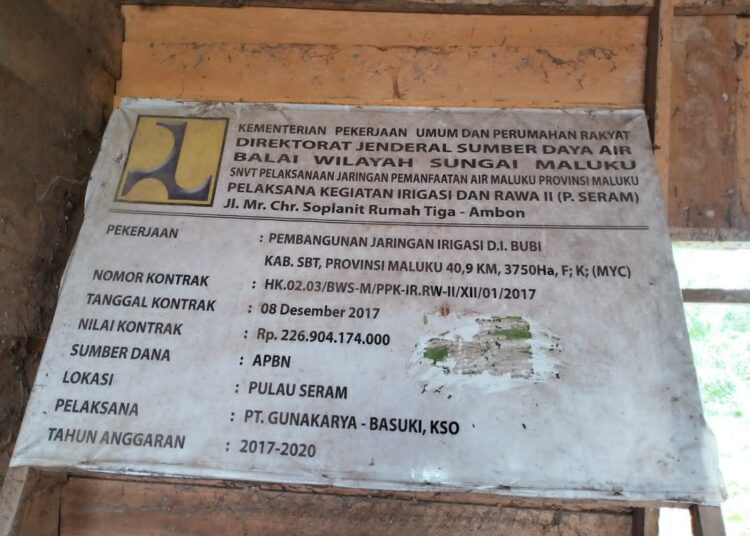 KEMENTERIAN PEKERJAAN UMUM DAN PERUMAHAN RAKYAT
DIREKTORAT JENDERAL SUMBER DAYA AIR
BALAI WILAYAH SUNGAI MALUKU
SNVT PELAKSANAAN JARINGAN PEMANFAATAN AIR MALUKU PROVINSI MALUKU
PELAKSANA KEGIATAN IRIGASI DAN RAWA II (P. SERAM)
Jl. Mr. Chr. Soplanit Rumah Tiga - Ambon
PEKERJAAN : PEMBANGUNAN JARINGAN IRIGASI D.I. BUBI
KAB. SBT, PROVINSI MALUKU 40,9 KM, 3750Ha, F; K; (MYC)
NOMOR KONTRAK : HK.02.03/BWS-M/PPK-IR.RW-II/XII/01/2017
TANGGAL KONTRAK : 08 Desember 2017
NILAI KONTRAK : Rp. 226.904.174.000
SUMBER DANA : APBN
LOKASI : PULAU SERAM
PELAKSANA : PT. GUNAKARYA - BASUKI, KSO
TAHUN ANGGARAN : 2017-2020